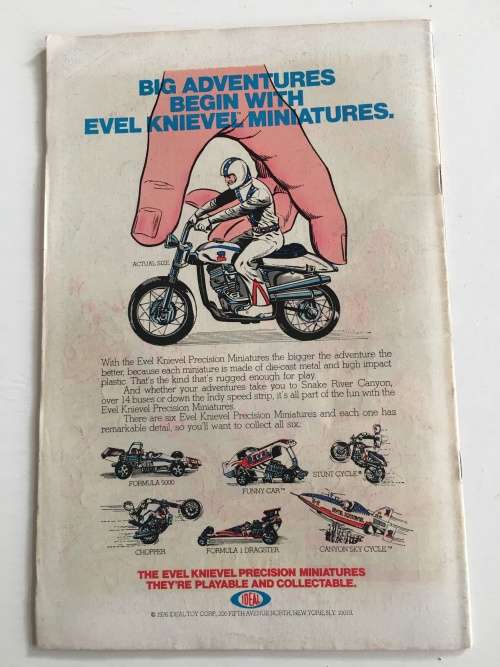 BIG ADVENTURES
BEGIN WITH
EVEL KNIEVEL MINIATURES.
ACTUAL SIZE
With the Evel Knievel Precision Miniatures the bigger the adventure the
better, because each miniature is made of die-cast metal and high impact
plastic. That's the kind that's rugged enough for play.
And whether your adventures take you to Snake River Canyon,
over 14 buses or down the Indy speed strip, it's all part of the fun with the
Evel Knievel Precision Miniatures.
There are six Evel Knievel Precision Miniatures and each one has
remarkable detail, so you'll want to collect all six.
FORMULA 5000
FUNNY CAR™
STUNT CYCLE®
CHOPPER
FORMULA 1 DRAGSTER
CANYON SKY CYCLE™
THE EVEL KNIEVEL PRECISION MINIATURES
THEY'RE PLAYABLE AND COLLECTABLE.
IDEAL
© 1976 IDEAL TOY CORP., 200 FIFTH AVENUE NORTH, NEW YORK, N.Y. 10010.